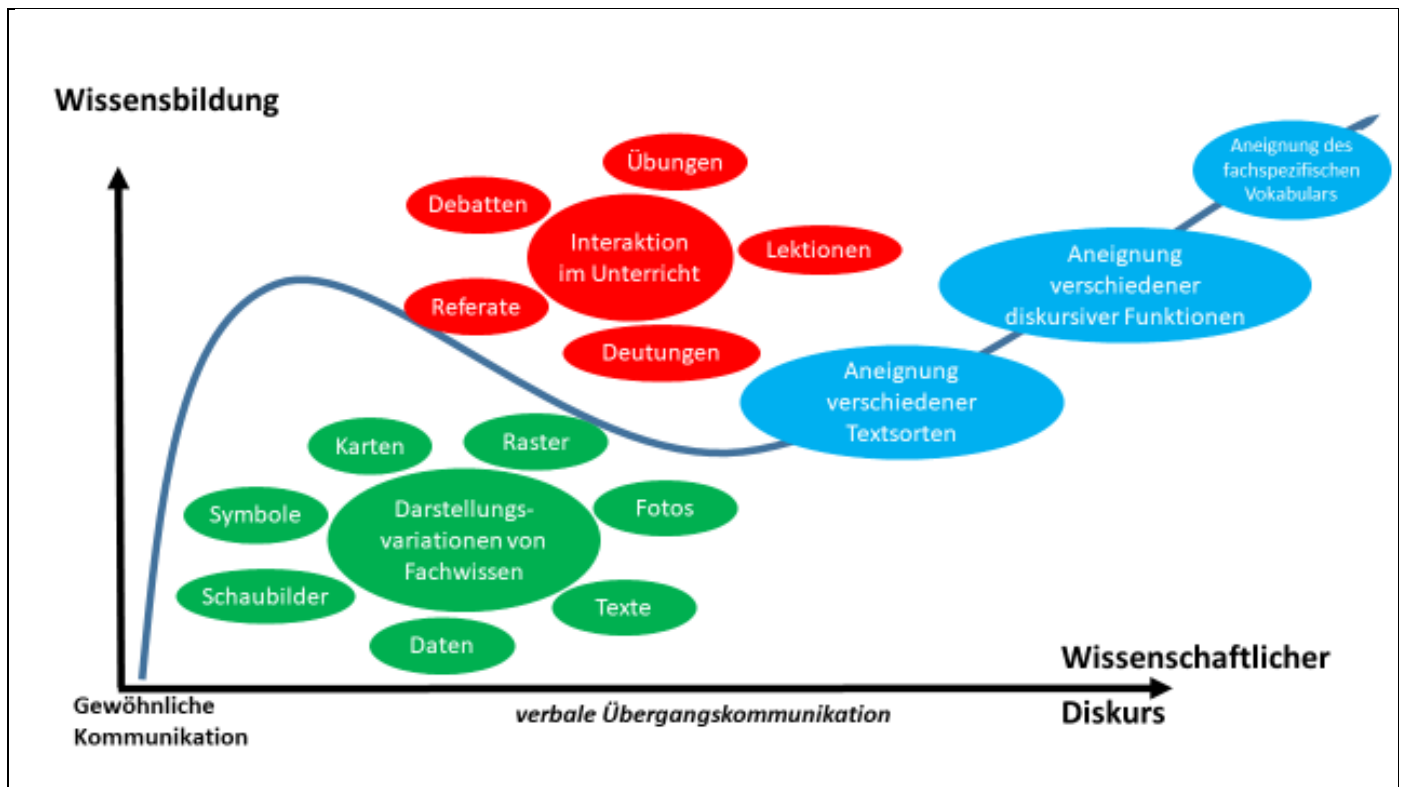 Wissensbildung
Übungen
Debatten
Interaktion
im Unterricht
Lektionen
Referate
Deutungen
Aneignung des
fachspezifischen
Vokabulars
Aneignung
verschiedener
diskursiver Funktionen
Aneignung
verschiedener
Textsorten
Karten
Raster
Symbole
Darstellungs-
variationen von
Fachwissen
Fotos
Schaubilder
Texte
Daten
Wissenschaftlicher
Diskurs
Gewöhnliche
Kommunikation
verbale Übergangskommunikation